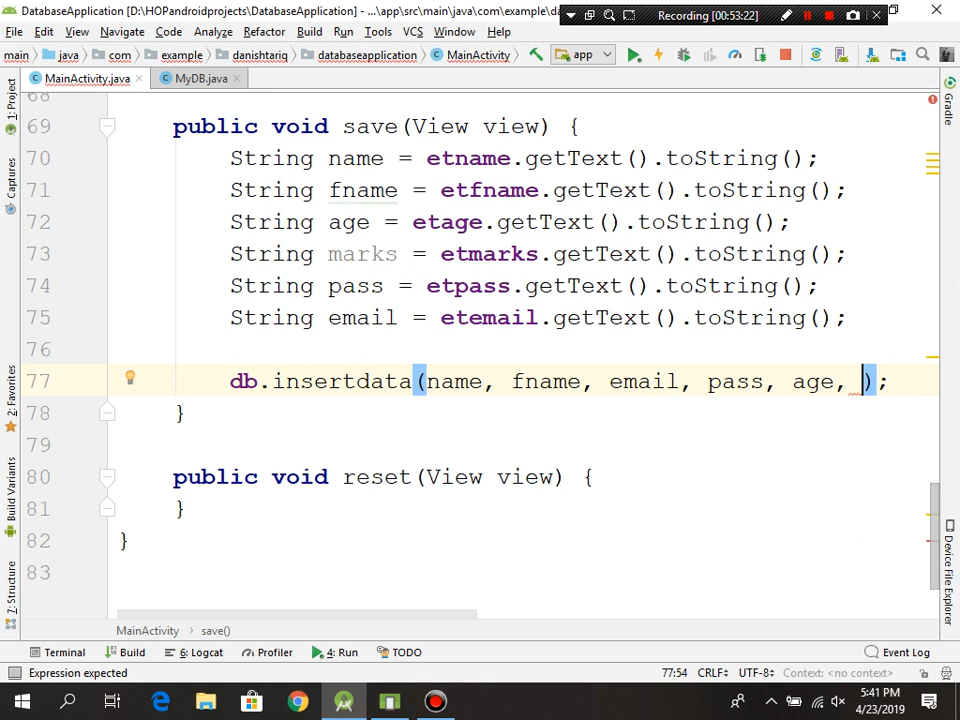 DatabaseApplication [D:\HOPandroidprojects\DatabaseApplication] - ...\app\src\main\java\com\example\da
Recording [00:53:22]
File Edit View Navigate Code Analyze Refactor Build Run Tools VCS Window Help
main java com example danishtariq databaseapplication MainActivity app
MainActivity.java MyDB.java
1: Project
Captures
2: Favorites
Build Variants
7: Structure
Gradle
Device File Explorer
68
69 public void save(View view) {
70 String name = etname.getText().toString();
71 String fname = etfname.getText().toString();
72 String age = etage.getText().toString();
73 String marks = etmarks.getText().toString();
74 String pass = etpass.getText().toString();
75 String email = etemail.getText().toString();
76
77 db.insertdata(name, fname, email, pass, age, );
78 }
79
80 public void reset(View view) {
81 }
82 }
83
MainActivity save()
Terminal Build 6: Logcat Profiler 4: Run TODO Event Log
Expression expected 77:54 CRLF UTF-8 Context: <no context>
5:41 PM
4/23/2019